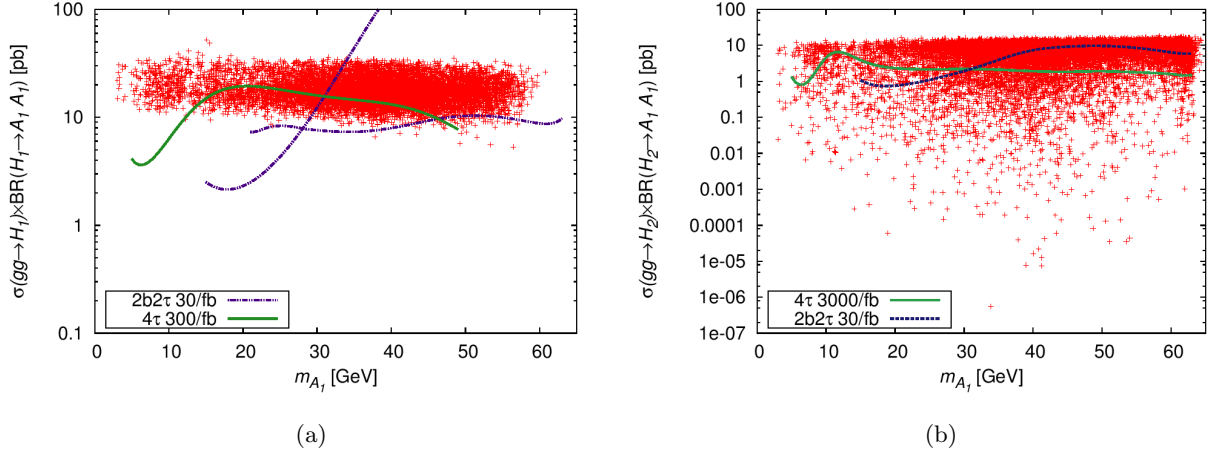 σ(gg→H₁)×BR(H₁→A₁ A₁) [pb]
100
10
1
0.1
2b2τ 30/fb
4τ 300/fb
0 10 20 30 40 50 60
m_A₁ [GeV]
(a)
σ(gg→H₂)×BR(H₂→A₁ A₁) [pb]
100
10
1
0.1
0.01
0.001
0.0001
1e-05
1e-06
1e-07
4τ 3000/fb
2b2τ 30/fb
0 10 20 30 40 50 60
m_A₁ [GeV]
(b)